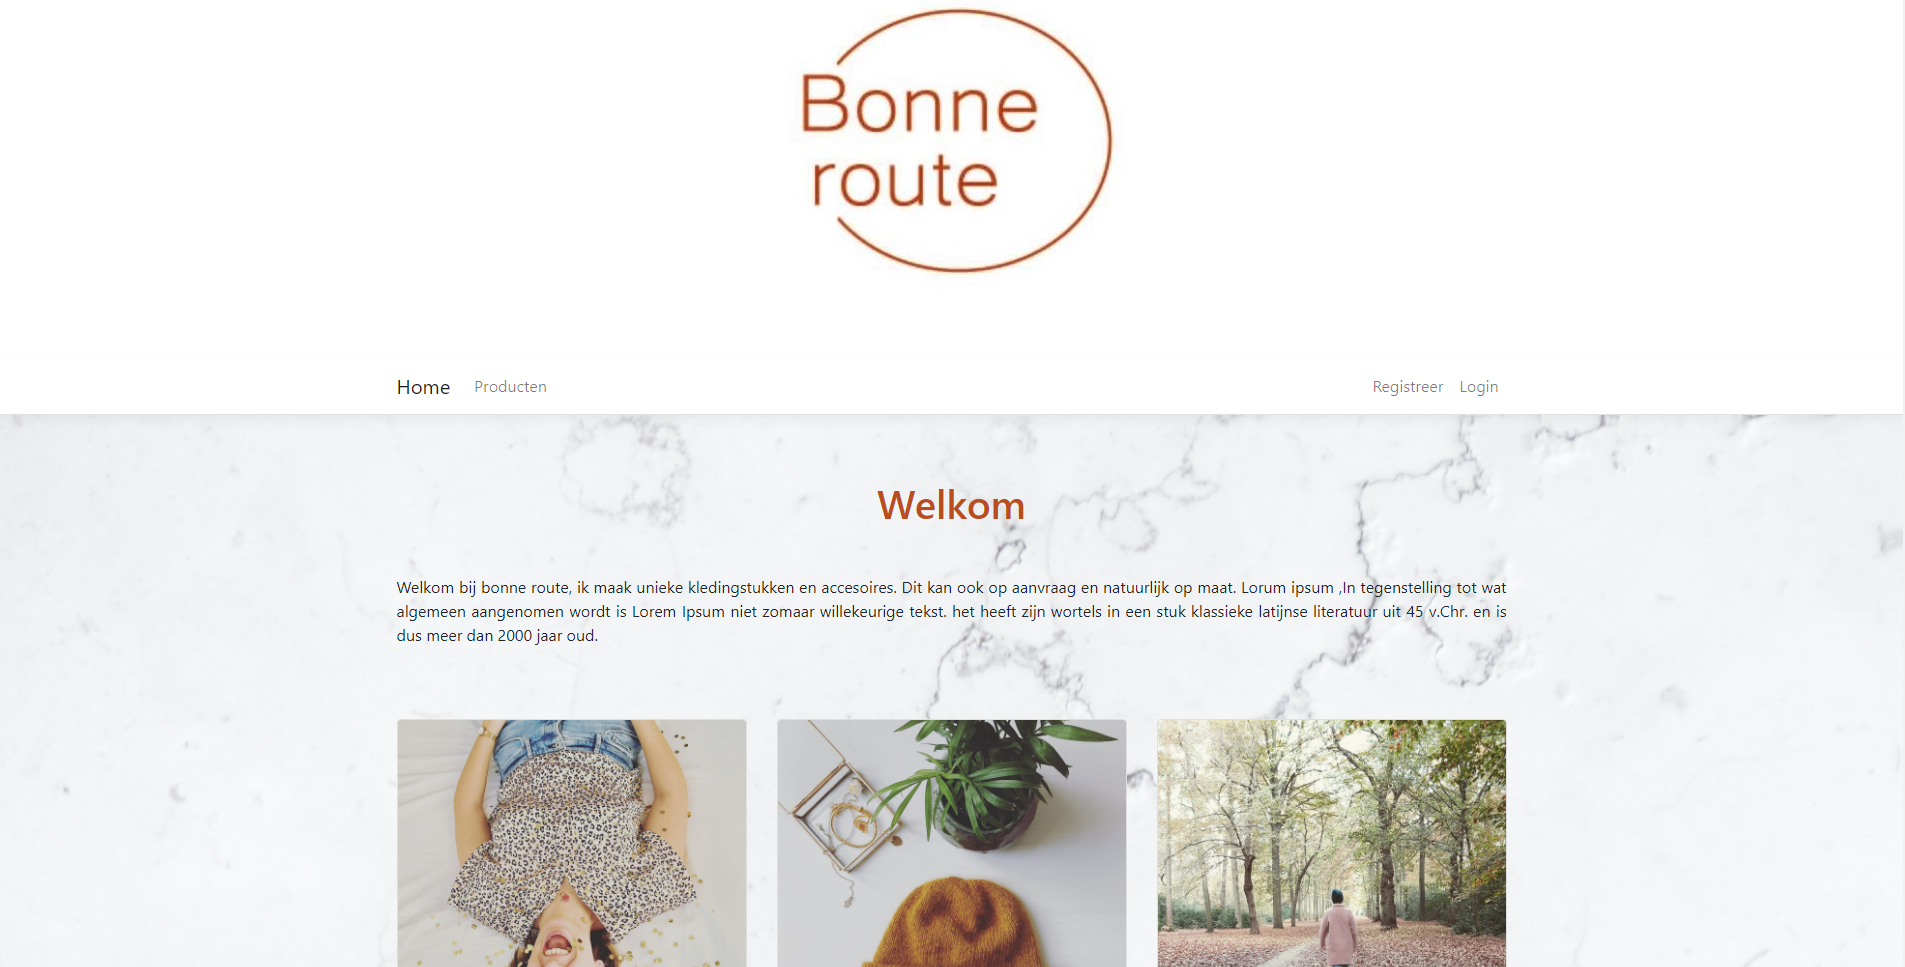 Bonne
route
Home Producten Registreer Login
Welkom
Welkom bij bonne route, ik maak unieke kledingstukken en accesoires. Dit kan ook op aanvraag en natuurlijk op maat. Lorum ipsum ,In tegenstelling tot wat
algemeen aangenomen wordt is Lorem Ipsum niet zomaar willekeurige tekst. het heeft zijn wortels in een stuk klassieke latijnse literatuur uit 45 v.Chr. en is
dus meer dan 2000 jaar oud.